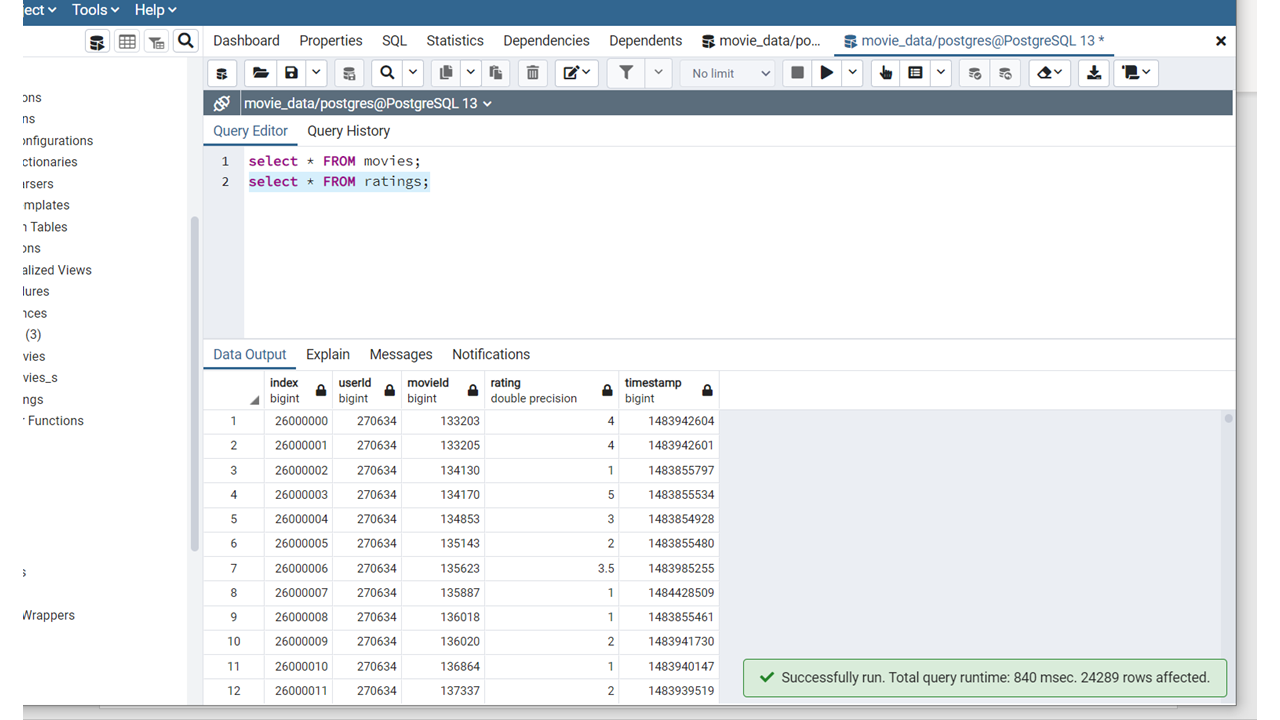 ect Tools Help
Dashboard Properties SQL Statistics Dependencies Dependents movie_data/po... movie_data/postgres@PostgreSQL 13 *
No limit
movie_data/postgres@PostgreSQL 13
Query Editor Query History
1 select * FROM movies;
2 select * FROM ratings;
ons
ns
onfigurations
ctionaries
arsers
mplates
n Tables
ons
alized Views
dures
nces
(3)
vies
vies_s
ngs
r Functions
s
Wrappers
Data Output Explain Messages Notifications
index userId movieId rating timestamp
bigint bigint bigint double precision bigint
1 26000000 270634 133203 4 1483942604
2 26000001 270634 133205 4 1483942601
3 26000002 270634 134130 1 1483855797
4 26000003 270634 134170 5 1483855534
5 26000004 270634 134853 3 1483854928
6 26000005 270634 135143 2 1483855480
7 26000006 270634 135623 3.5 1483985255
8 26000007 270634 135887 1 1484428509
9 26000008 270634 136018 1 1483855461
10 26000009 270634 136020 2 1483941730
11 26000010 270634 136864 1 1483940147
12 26000011 270634 137337 2 1483939519
Successfully run. Total query runtime: 840 msec. 24289 rows affected.